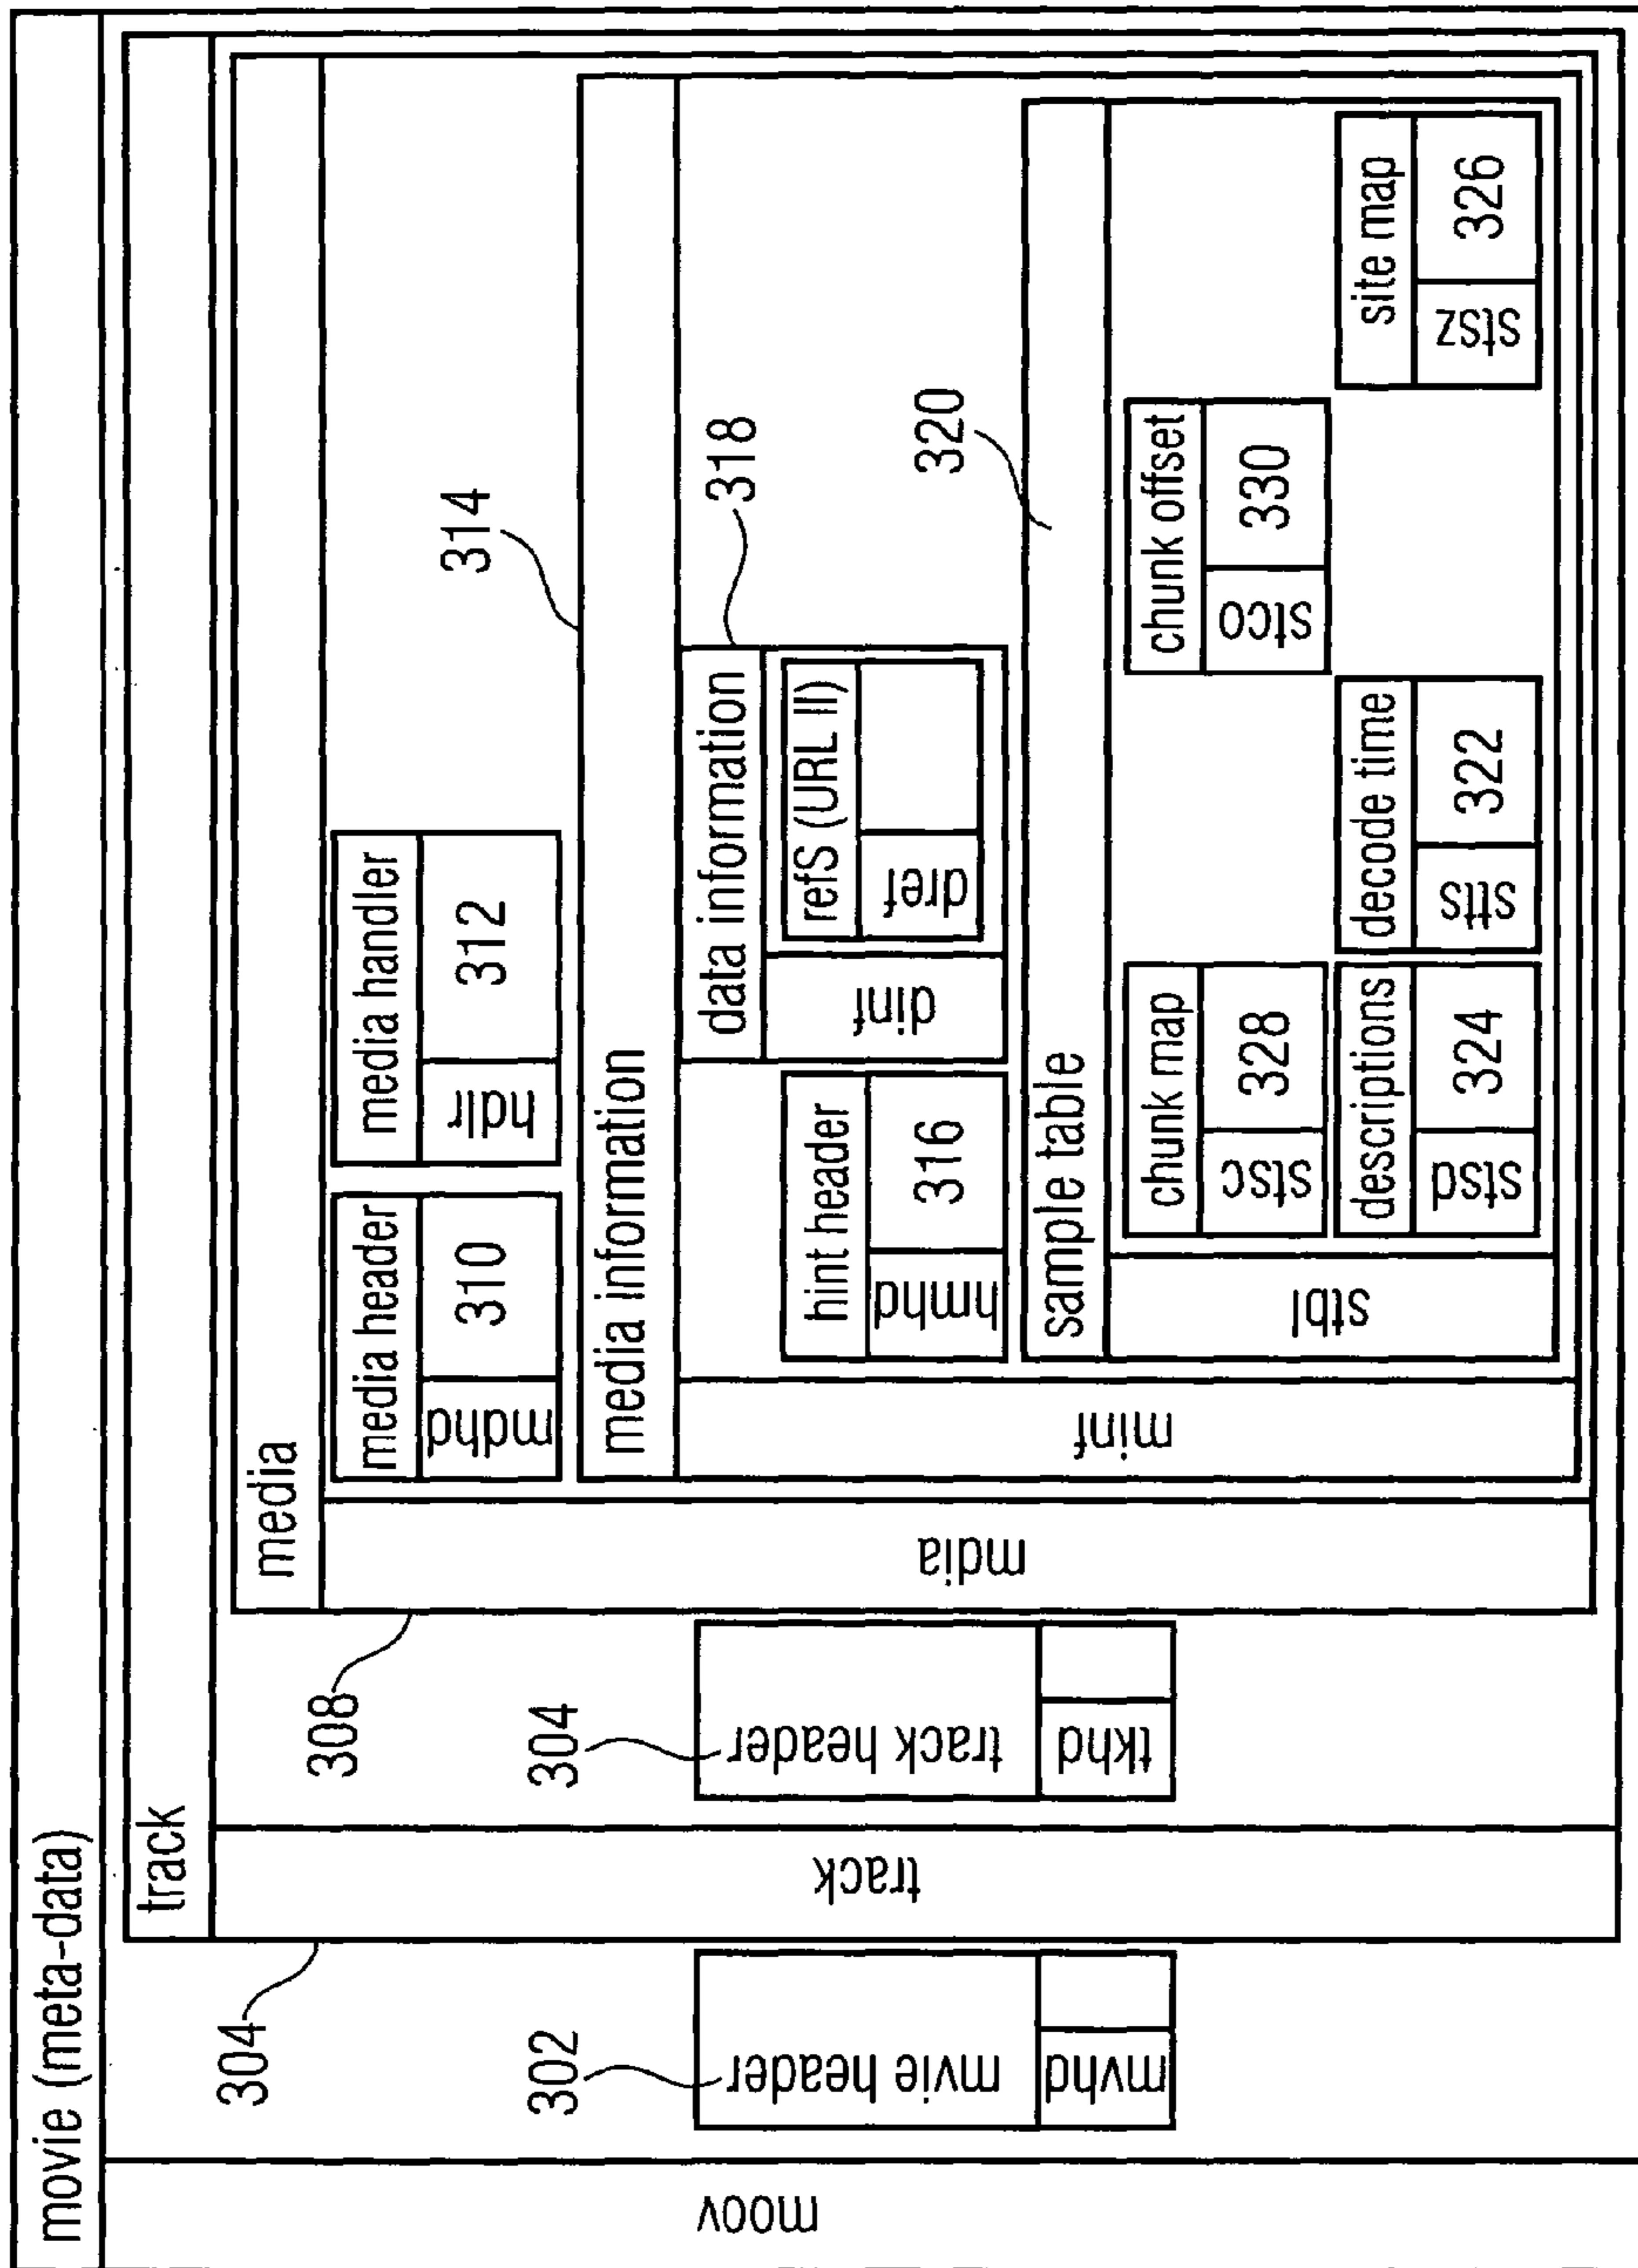 movie (meta-data)
moov
304
track
track
302
mvie header
mvhd
308
304
track header
tkhd
media
mdia
media header
mdhd
310
media handler
hdlr
312
314
media information
minf
hint header
hmhd
316
data information
318
dinf
refS (URL II)
dref
320
sample table
stbl
chunk map
stsc
328
chunk offset
stco
330
descriptions
stsd
324
decode time
stts
322
site map
stsz
326